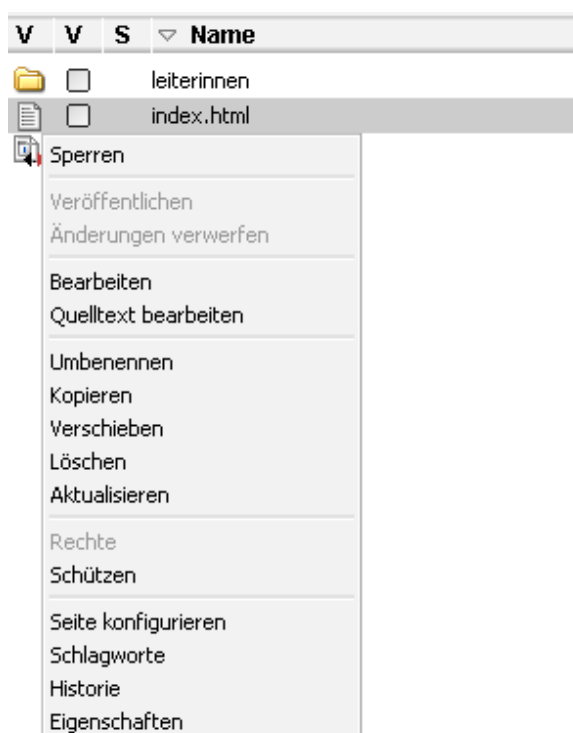 V V S Name
leiterinnen
index.html
Sperren
Veröffentlichen
Änderungen verwerfen
Bearbeiten
Quelltext bearbeiten
Umbenennen
Kopieren
Verschieben
Löschen
Aktualisieren
Rechte
Schützen
Seite konfigurieren
Schlagworte
Historie
Eigenschaften